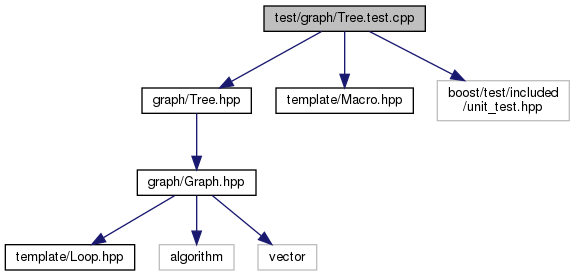 test/graph/Tree.test.cpp
graph/Tree.hpp
template/Macro.hpp
boost/test/included
/unit_test.hpp
graph/Graph.hpp
template/Loop.hpp
algorithm
vector